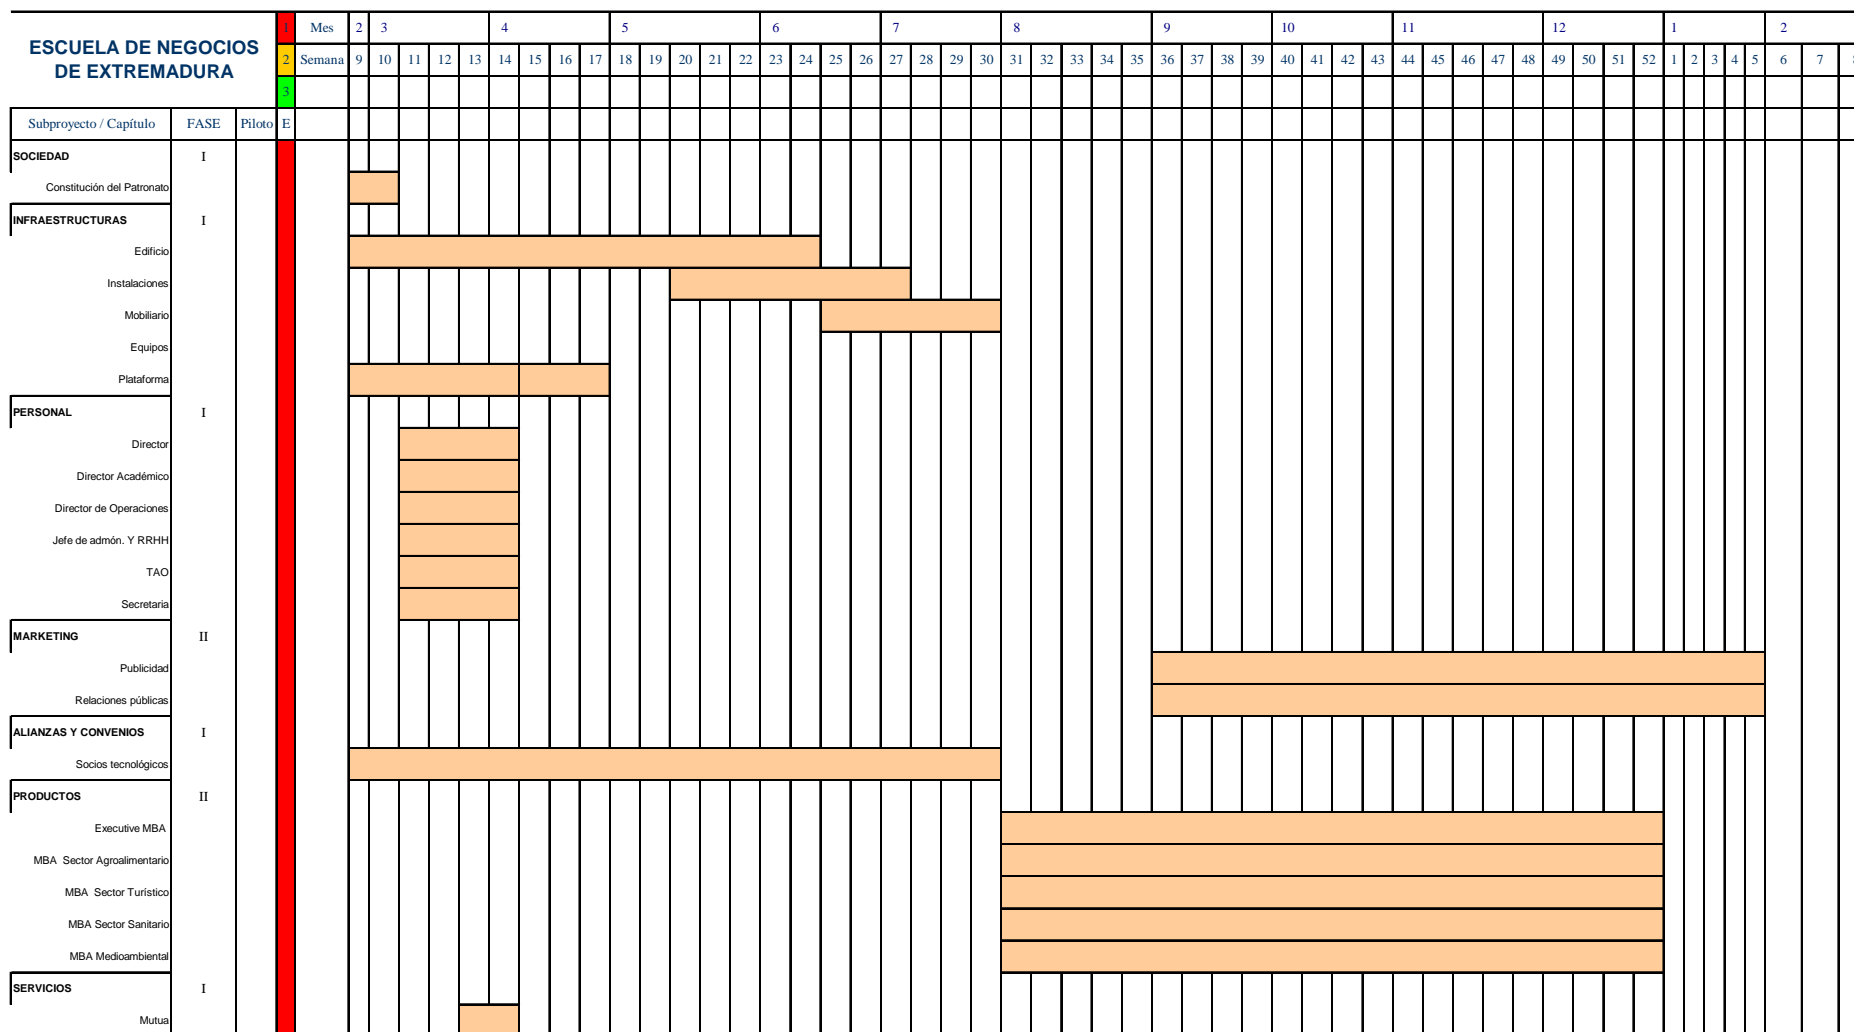 ESCUELA DE NEGOCIOS
DE EXTREMADURA
1 Mes 2 3 4 5 6 7 8 9 10 11 12 1 2
2 Semana 9 10 11 12 13 14 15 16 17 18 19 20 21 22 23 24 25 26 27 28 29 30 31 32 33 34 35 36 37 38 39 40 41 42 43 44 45 46 47 48 49 50 51 52 1 2 3 4 5 6 7
3
Subproyecto / Capítulo FASE Piloto E
SOCIEDAD I
Constitución del Patronato
INFRAESTRUCTURAS I
Edificio
Instalaciones
Mobiliario
Equipos
Plataforma
PERSONAL I
Director
Director Académico
Director de Operaciones
Jefe de admón. Y RRHH
TAO
Secretaria
MARKETING II
Publicidad
Relaciones públicas
ALIANZAS Y CONVENIOS I
Socios tecnológicos
PRODUCTOS II
Executive MBA
MBA Sector Agroalimentario
MBA Sector Turístico
MBA Sector Sanitario
MBA Medioambiental
SERVICIOS I
Mutua